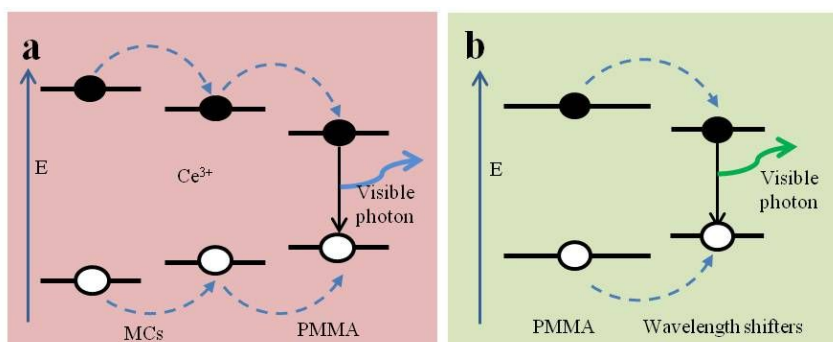 a
E
Ce³⁺
Visible
photon
MCs
PMMA
b
E
Visible
photon
PMMA
Wavelength shifters